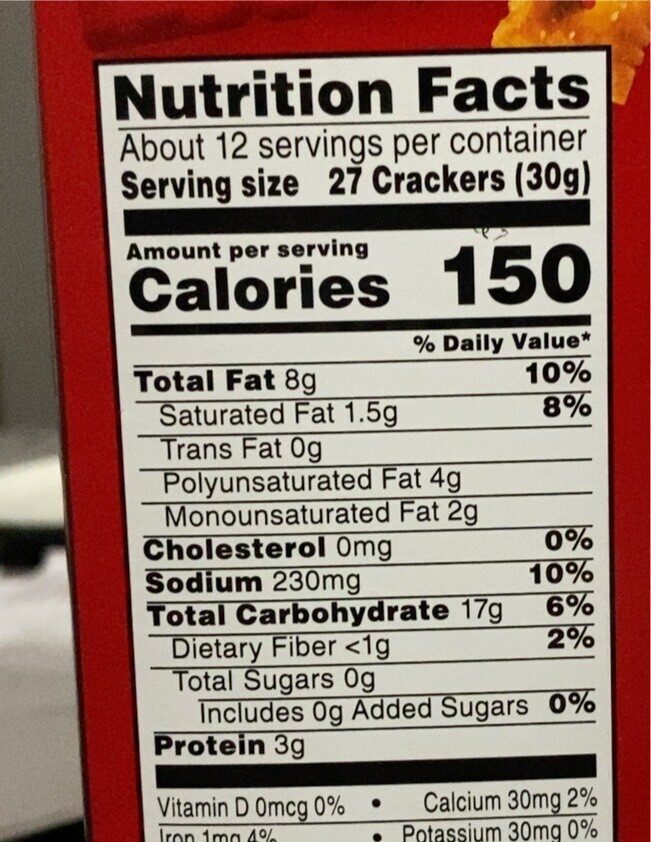 Nutrition Facts
About 12 servings per container
Serving size 27 Crackers (30g)
Amount per serving
Calories 150
% Daily Value*
Total Fat 8g 10%
Saturated Fat 1.5g 8%
Trans Fat 0g
Polyunsaturated Fat 4g
Monounsaturated Fat 2g
Cholesterol 0mg 0%
Sodium 230mg 10%
Total Carbohydrate 17g 6%
Dietary Fiber <1g 2%
Total Sugars 0g
Includes 0g Added Sugars 0%
Protein 3g
Vitamin D 0mcg 0% • Calcium 30mg 2%
Iron 1mg 4% • Potassium 30mg 0%